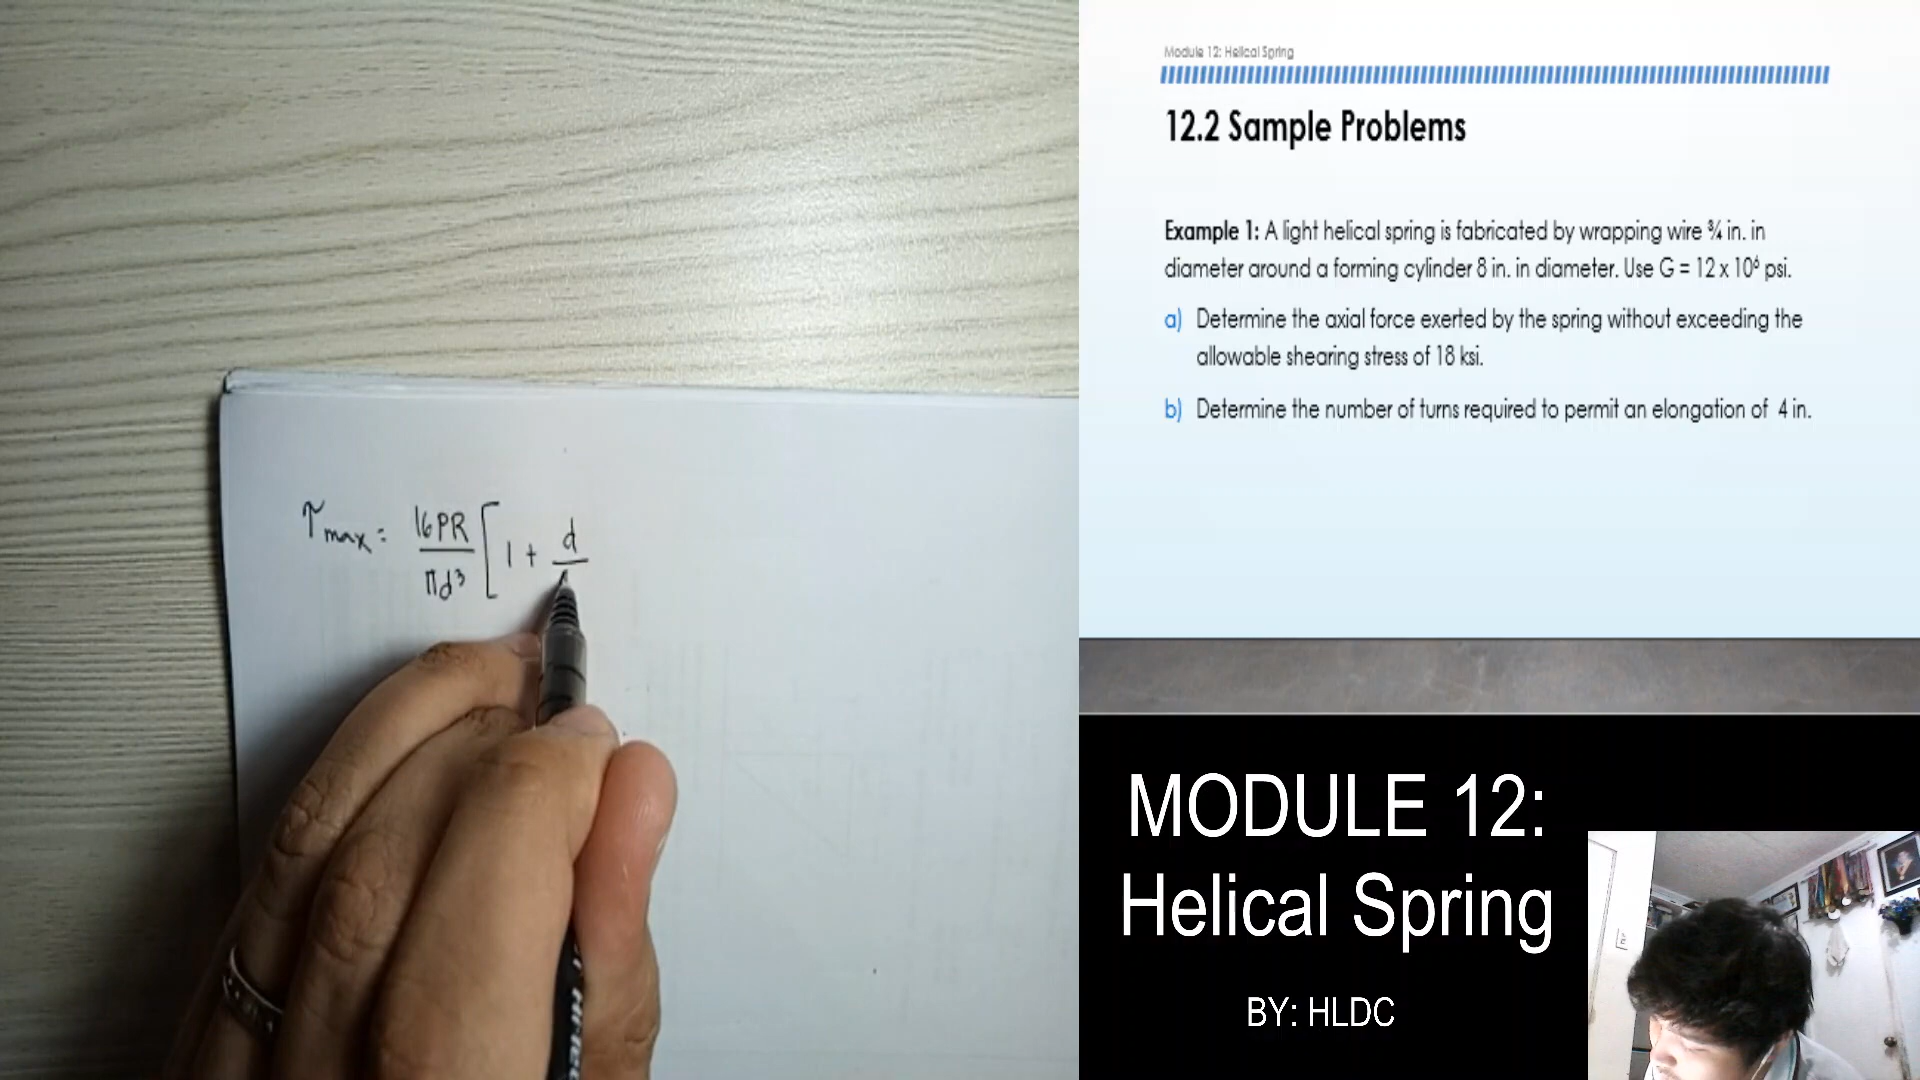 τmax = 16PR/πd³ [1 + d/
Module 12: Helical Spring
12.2 Sample Problems
Example 1: A light helical spring is fabricated by wrapping wire ¾ in. in
diameter around a forming cylinder 8 in. in diameter. Use G = 12 x 10⁶ psi.
a) Determine the axial force exerted by the spring without exceeding the
allowable shearing stress of 18 ksi.
b) Determine the number of turns required to permit an elongation of 4 in.
MODULE 12:
Helical Spring
BY: HLDC